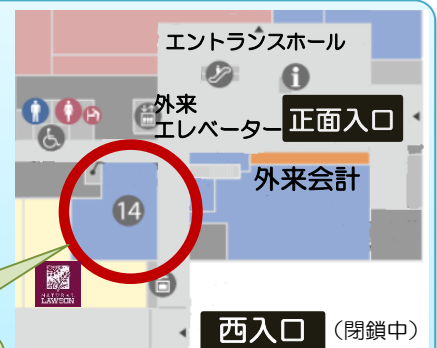 エントランスホール
外来
エレベーター
正面入口
外来会計
14
NATURAL
LAWSON
西入口 (閉鎖中)